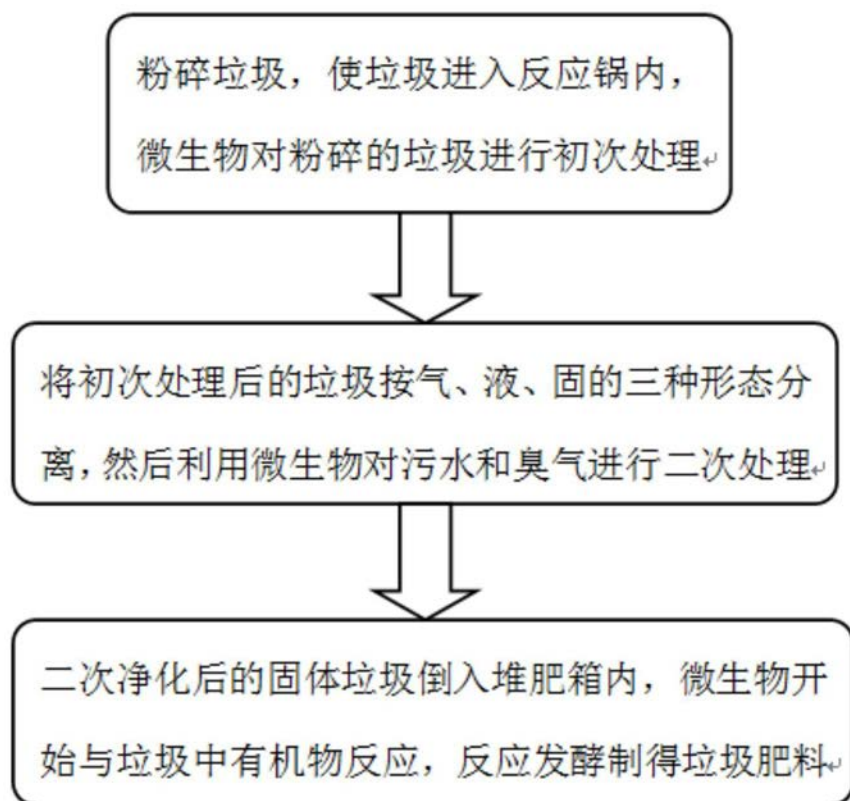 粉碎垃圾，使垃圾进入反应锅内，
微生物对粉碎的垃圾进行初次处理
将初次处理后的垃圾按气、液、固的三种形态分
离，然后利用微生物对污水和臭气进行二次处理
二次净化后的固体垃圾倒入堆肥箱内，微生物开
始与垃圾中有机物反应，反应发酵制得垃圾肥料